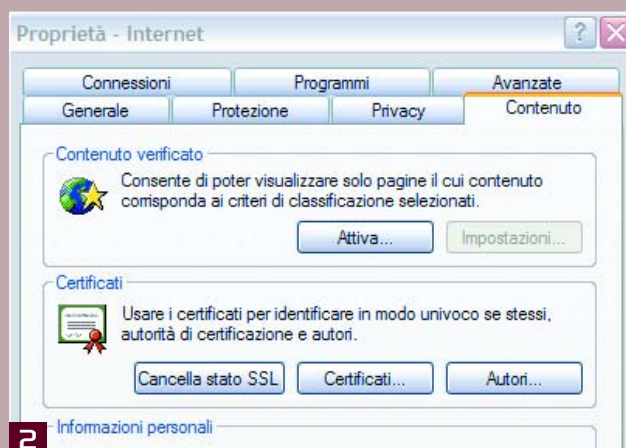 Proprietà - Internet
Connessioni Programmi Avanzate
Generale Protezione Privacy Contenuto
Contenuto verificato
Consente di poter visualizzare solo pagine il cui contenuto
corrisponda ai criteri di classificazione selezionati.
Attiva... Impostazioni...
Certificati
Usare i certificati per identificare in modo univoco se stessi,
autorità di certificazione e autori.
Cancella stato SSL Certificati... Autori...
Informazioni personali
2